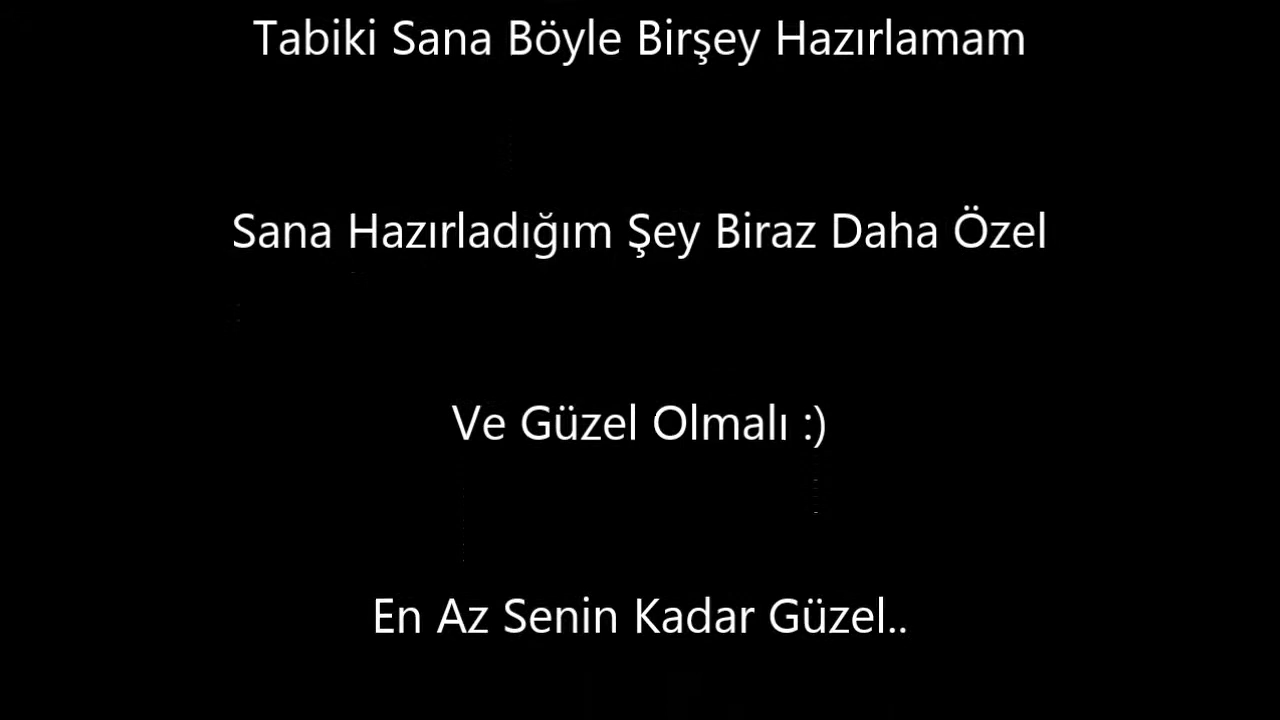 Tabiki Sana Böyle Birşey Hazırlamam
Sana Hazırladığım Şey Biraz Daha Özel
Ve Güzel Olmalı :)
En Az Senin Kadar Güzel..